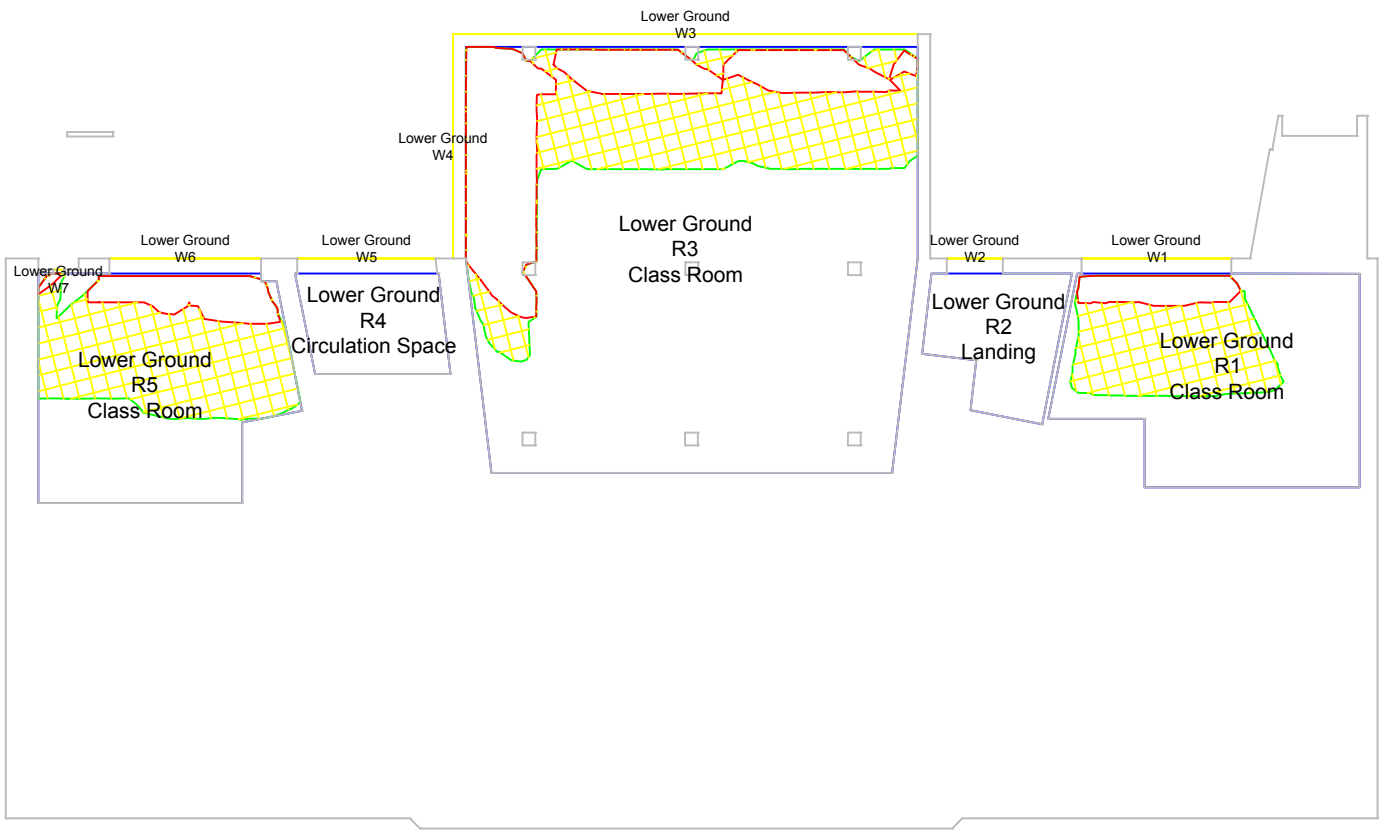 Lower Ground
W3
Lower Ground
W4
Lower Ground
W6
Lower Ground
W5
Lower Ground
W2
Lower Ground
W1
Lower Ground
W7
Lower Ground
R3
Class Room
Lower Ground
R4
Circulation Space
Lower Ground
R2
Landing
Lower Ground
R1
Class Room
Lower Ground
R5
Class Room